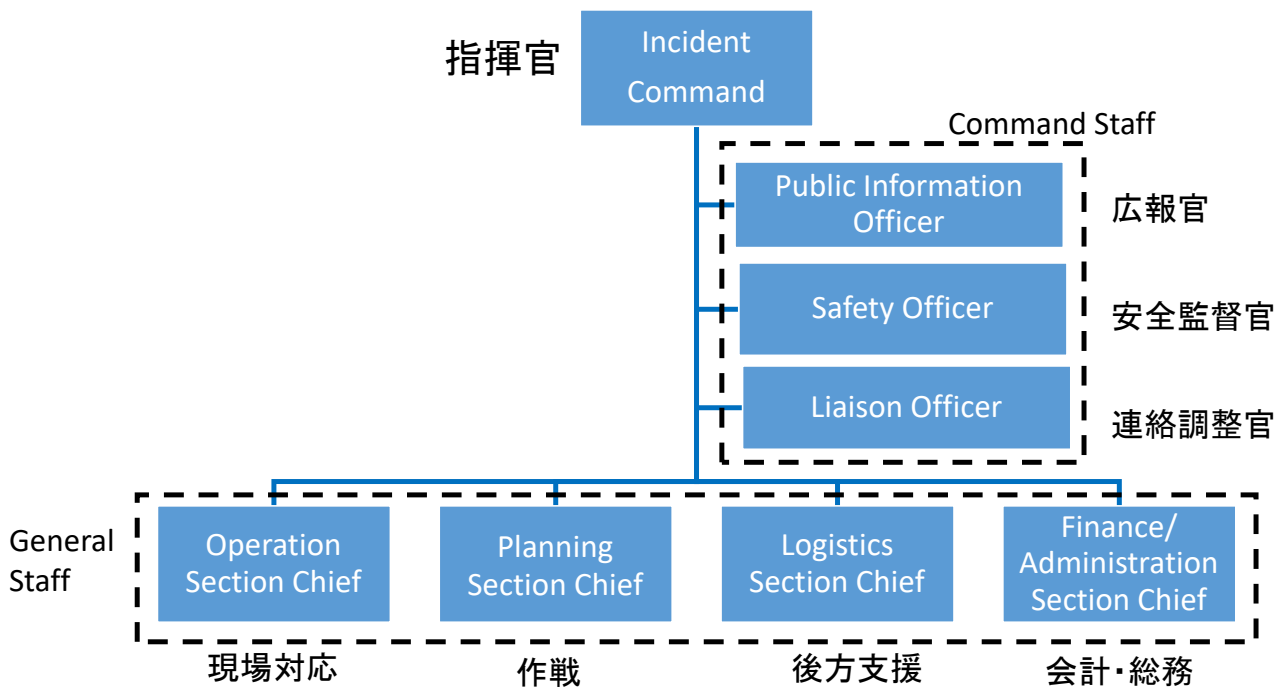 指揮官
Incident
Command
Command Staff
Public Information
Officer
広報官
Safety Officer
安全監督官
Liaison Officer
連絡調整官
General
Staff
Operation
Section Chief
Planning
Section Chief
Logistics
Section Chief
Finance/
Administration
Section Chief
現場対応
作戦
後方支援
会計・総務